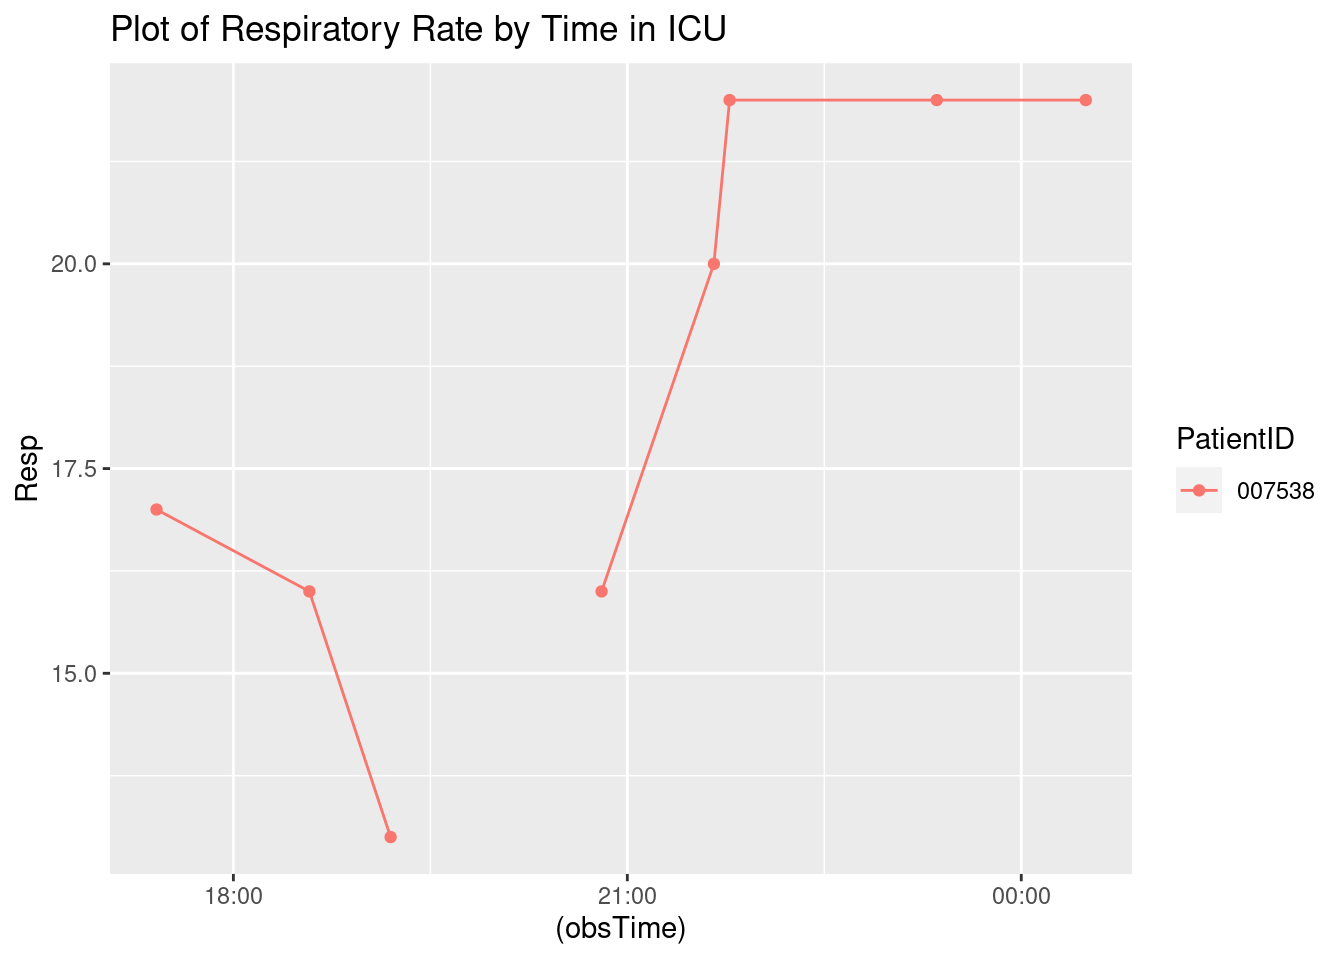 Plot of Respiratory Rate by Time in ICU
20.0
17.5
15.0
Resp
18:00
21:00
00:00
(obsTime)
PatientID
007538